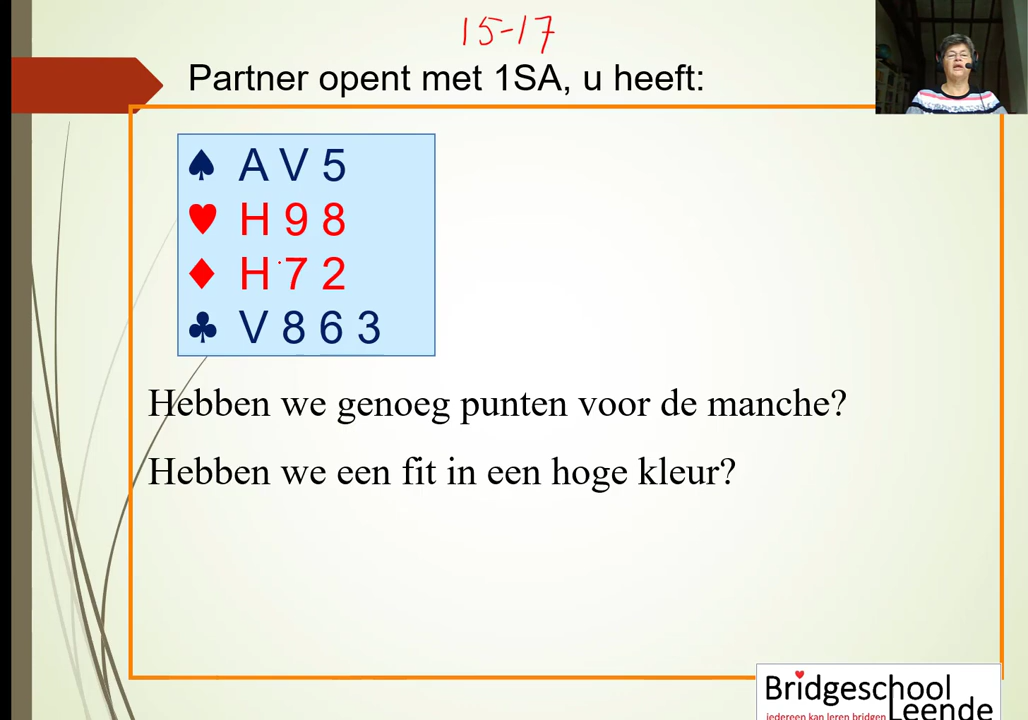 15-17
Partner opent met 1SA, u heeft:
♠ A V 5
♥ H 9 8
♦ H 7 2
♣ V 8 6 3
Hebben we genoeg punten voor de manche?
Hebben we een fit in een hoge kleur?
Bridgeschool
iedereen kan leren bridgen Leende